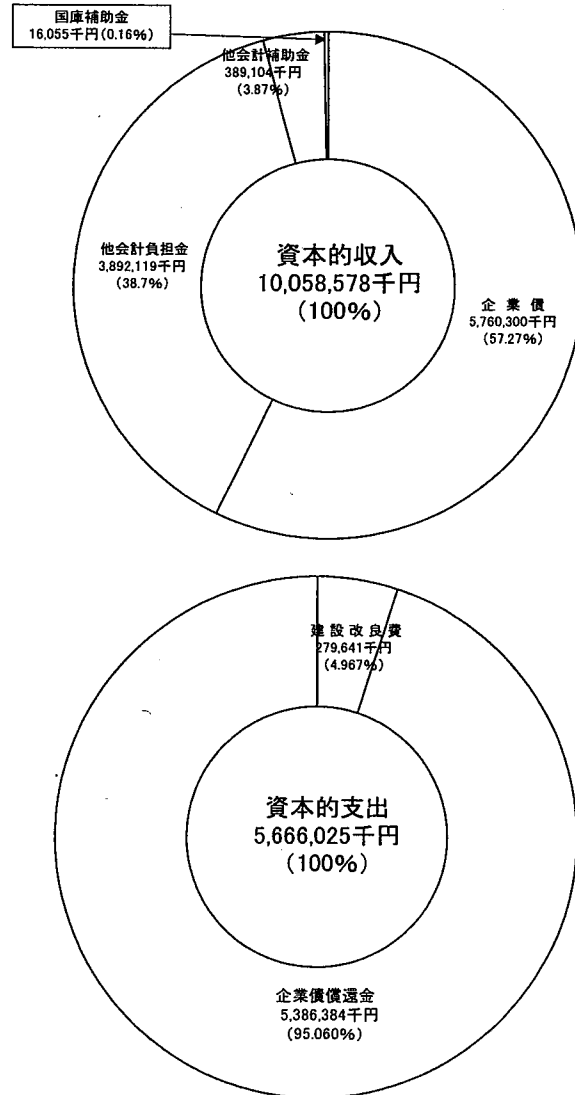 国庫補助金
16,055千円(0.16%)
他会計補助金
389,104千円
(3.87%)
他会計負担金
3,892,119千円
(38.7%)
資本的収入
10,058,578千円
(100%)
企業債
5,760,300千円
(57.27%)
建設改良費
279,641千円
(4.967%)
資本的支出
5,666,025千円
(100%)
企業債償還金
5,386,384千円
(95.060%)